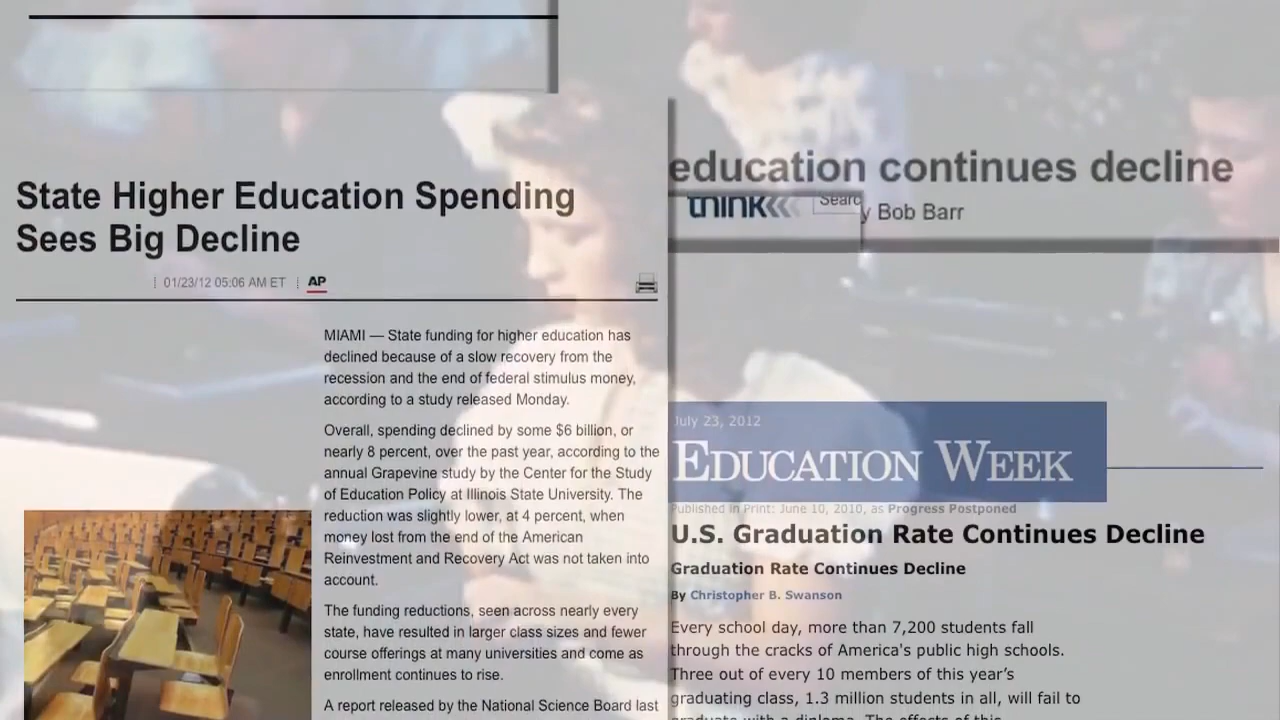 State Higher Education Spending
Sees Big Decline
01/23/12 05:06 AM ET
AP
MIAMI — State funding for higher education has
declined because of a slow recovery from the
recession and the end of federal stimulus money,
according to a study released Monday.
Overall, spending declined by some $6 billion, or
nearly 8 percent, over the past year, according to the
annual Grapevine study by the Center for the Study
of Education Policy at Illinois State University. The
reduction was slightly lower, at 4 percent, when
money lost from the end of the American
Reinvestment and Recovery Act was not taken into
account.
The funding reductions, seen across nearly every
state, have resulted in larger class sizes and fewer
course offerings at many universities and come as
enrollment continues to rise.
A report released by the National Science Board last
education continues decline
think
y Bob Barr
July 23, 2012
EDUCATION WEEK
Published in Print: June 10, 2010, as Progress Postponed
U.S. Graduation Rate Continues Decline
Graduation Rate Continues Decline
By Christopher B. Swanson
Every school day, more than 7,200 students fall
through the cracks of America's public high schools.
Three out of every 10 members of this year's
graduating class, 1.3 million students in all, will fail to